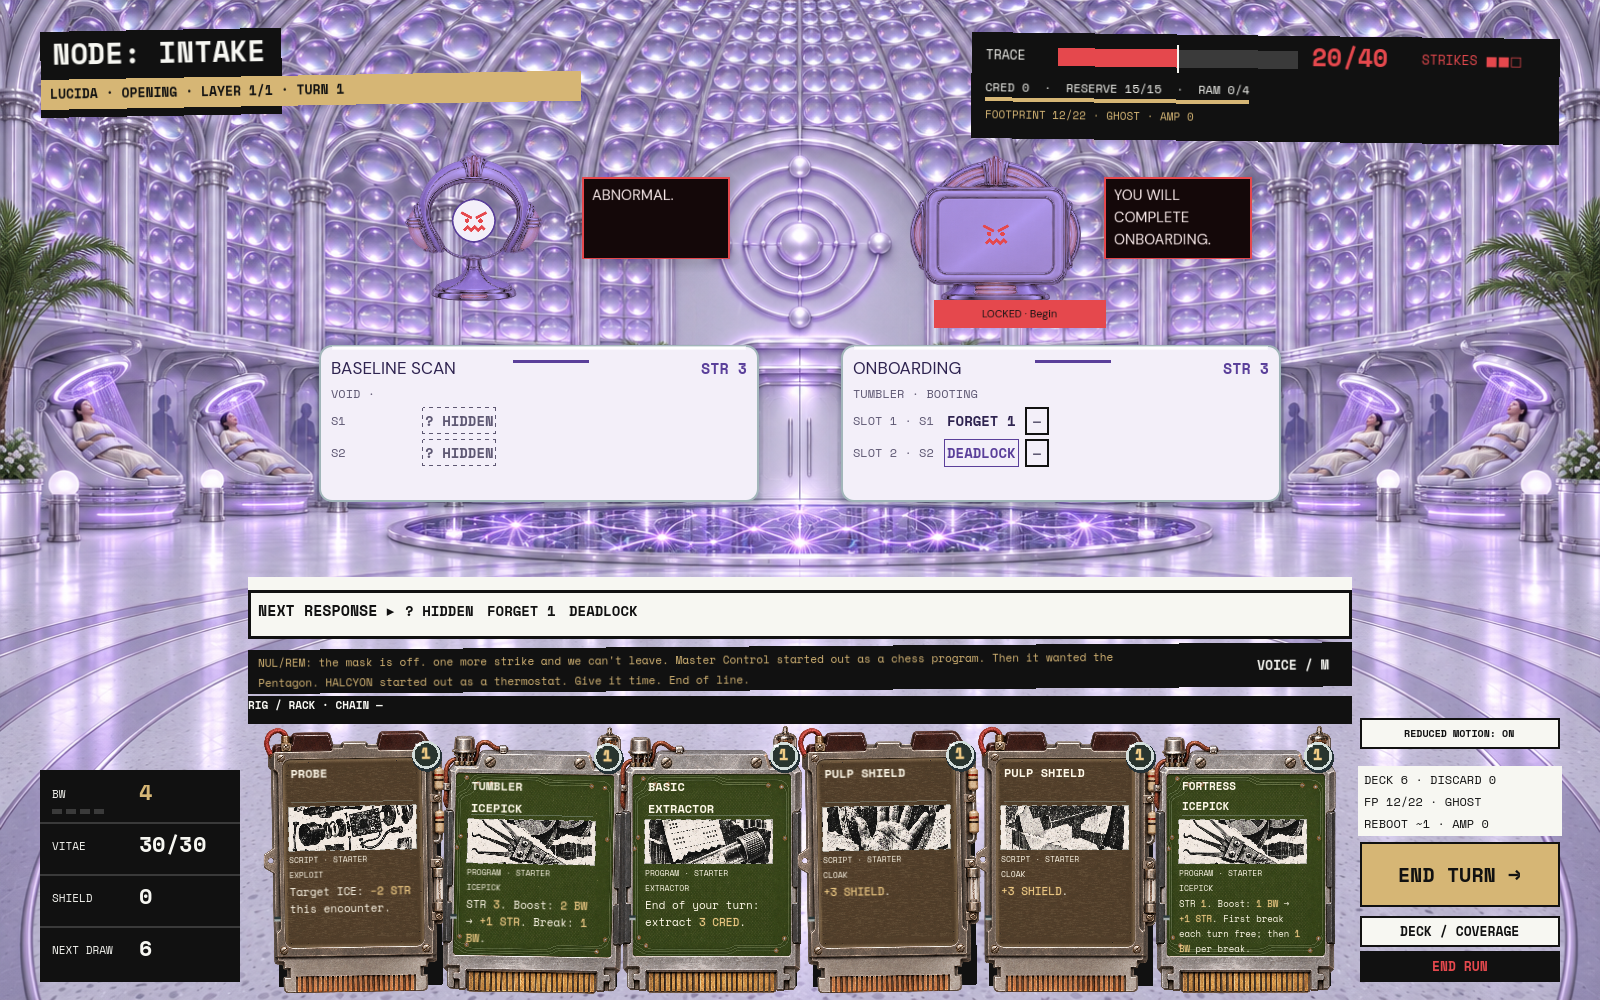 NODE: INTAKE
LUCIDA · OPENING · LAYER 1/1 · TURN 1
TRACE 20/40 STRIKES
CRED 0 · RESERVE 15/15 · RAM 0/4
FOOTPRINT 12/22 · GHOST · AMP 0
ABNORMAL.
YOU WILL
COMPLETE
ONBOARDING.
LOCKED · Begin
BASELINE SCAN STR 3
VOID ·
S1 ? HIDDEN
S2 ? HIDDEN
ONBOARDING STR 3
TUMBLER · BOOTING
SLOT 1 · S1 FORGET 1 —
SLOT 2 · S2 DEADLOCK —
NEXT RESPONSE ▸ ? HIDDEN FORGET 1 DEADLOCK
NUL/REM: the mask is off. one more strike and we can't leave. Master Control started out as a chess program. Then it wanted the
Pentagon. HALCYON started out as a thermostat. Give it time. End of line.
VOICE / M
RIG / RACK · CHAIN —
BW 4
VITAE 30/30
SHIELD 0
NEXT DRAW 6
1
PROBE
SCRIPT · STARTER
EXPLOIT
Target ICE: -2 STR
this encounter.
1
TUMBLER
ICEPICK
PROGRAM · STARTER
ICEPICK
STR 3. Boost: 2 BW
→ +1 STR. Break: 1
BW.
1
BASIC
EXTRACTOR
PROGRAM · STARTER
EXTRACTOR
End of your turn:
extract 3 CRED.
1
PULP SHIELD
SCRIPT · STARTER
CLOAK
+3 SHIELD.
1
PULP SHIELD
SCRIPT · STARTER
CLOAK
+3 SHIELD.
1
FORTRESS
ICEPICK
PROGRAM · STARTER
ICEPICK
STR 1. Boost: 1 BW →
+1 STR. First break
each turn free; then 1
BW per break.
REDUCED MOTION: ON
DECK 6 · DISCARD 0
FP 12/22 · GHOST
REBOOT ~1 · AMP 0
END TURN →
DECK / COVERAGE
END RUN